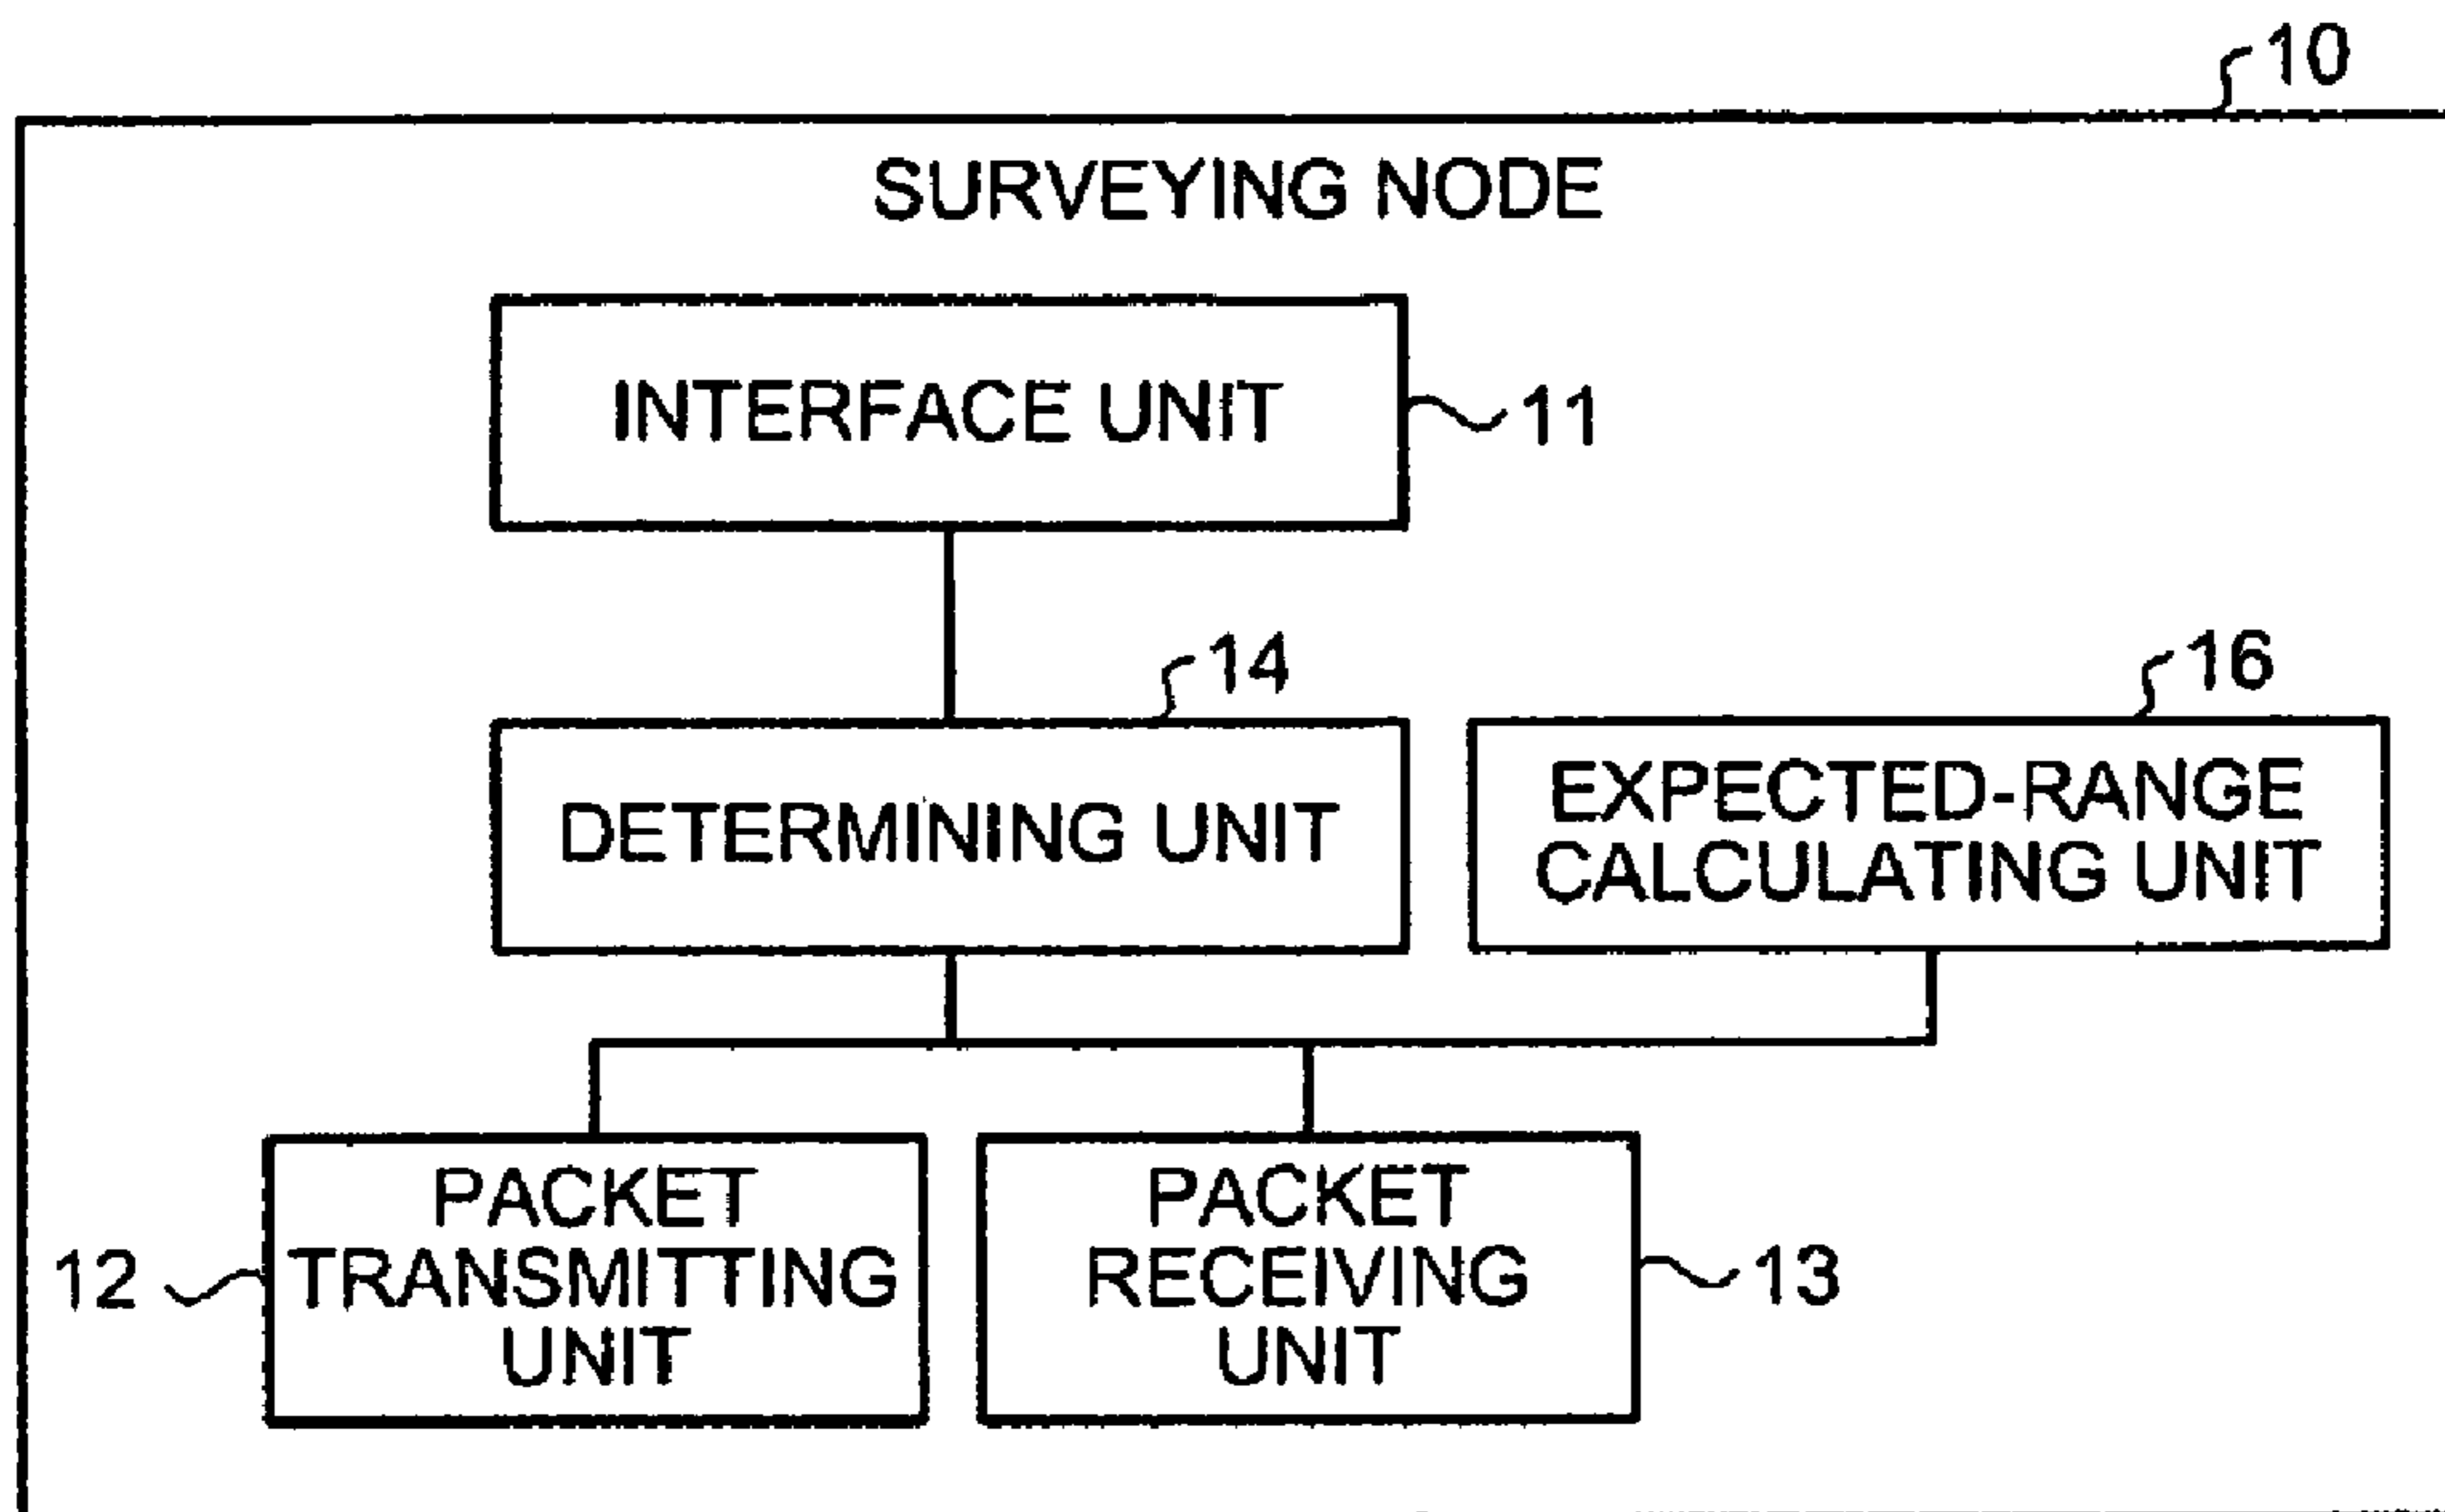 10
SURVEYING NODE
INTERFACE UNIT
11
14
16
DETERMINING UNIT
EXPECTED-RANGE
CALCULATING UNIT
PACKET
TRANSMITTING
UNIT
12
PACKET
RECEIVING
UNIT
13